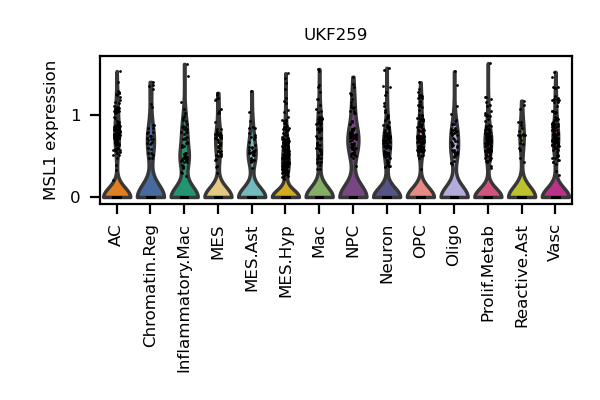 UKF259
MSL1 expression
1
0
AC
Chromatin.Reg
Inflammatory.Mac
MES
MES.Ast
MES.Hyp
Mac
NPC
Neuron
OPC
Oligo
Prolif.Metab
Reactive.Ast
Vasc